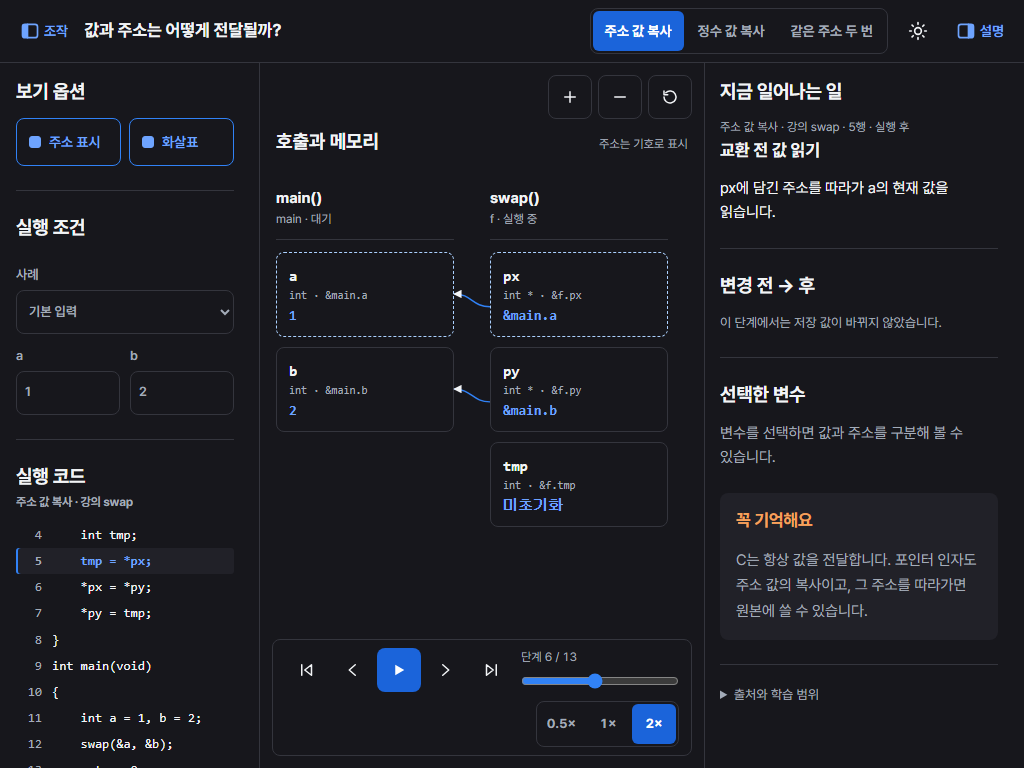 조작
값과 주소는 어떻게 전달될까?
주소 값 복사
정수 값 복사
같은 주소 두 번
설명
보기 옵션
주소 표시
화살표
실행 조건
사례
기본 입력
a
b
1
2
실행 코드
주소 값 복사 · 강의 swap
4 int tmp;
5 tmp = *px;
6 *px = *py;
7 *py = tmp;
8 }
9 int main(void)
10 {
11 int a = 1, b = 2;
12 swap(&a, &b);
호출과 메모리
주소는 기호로 표시
main()
main · 대기
swap()
f · 실행 중
a
int · &main.a
1
px
int * · &f.px
&main.a
b
int · &main.b
2
py
int * · &f.py
&main.b
tmp
int · &f.tmp
미초기화
단계 6 / 13
0.5×
1×
2×
지금 일어나는 일
주소 값 복사 · 강의 swap · 5행 · 실행 후
교환 전 값 읽기
px에 담긴 주소를 따라가 a의 현재 값을
읽습니다.
변경 전 → 후
이 단계에서는 저장 값이 바뀌지 않았습니다.
선택한 변수
변수를 선택하면 값과 주소를 구분해 볼 수
있습니다.
꼭 기억해요
C는 항상 값을 전달합니다. 포인터 인자도
주소 값의 복사이고, 그 주소를 따라가면
원본에 쓸 수 있습니다.
출처와 학습 범위